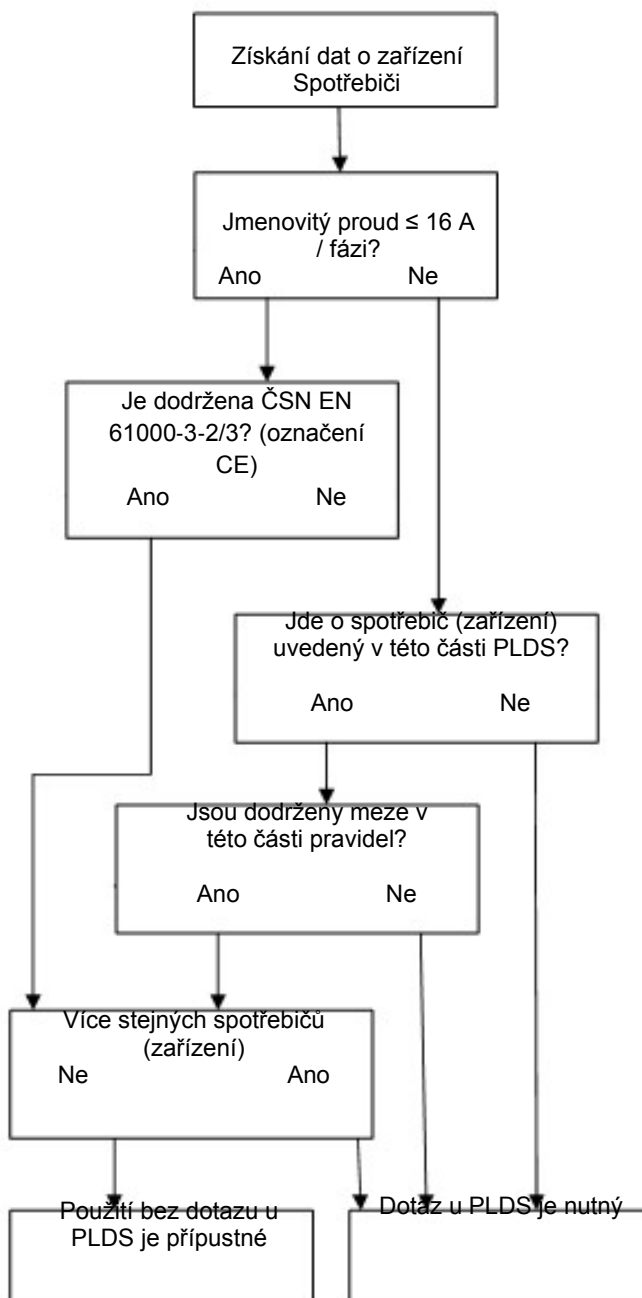 Získání dat o zařízení
Spotřebiči
Jmenovitý proud ≤ 16 A
/ fázi?
Ano Ne
Je dodržena ČSN EN
61000-3-2/3? (označení
CE)
Ano Ne
Jde o spotřebič (zařízení)
uvedený v této části PLDS?
Ano Ne
Jsou dodrženy meze v
této části pravidel?
Ano Ne
Více stejných spotřebičů
(zařízení)
Ne Ano
Použití bez dotazu u
PLDS je přípustné
Dotaz u PLDS je nutný